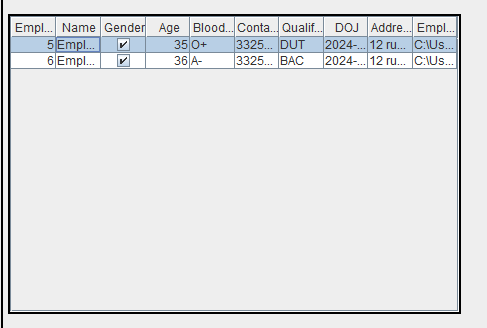 Empl... Name Gender Age Blood... Conta... Qualif... DOJ Addre... Empl...
5 Empl... 35 O+ 3325... DUT 2024-... 12 ru... C:\Us...
6 Empl... 36 A- 3325... BAC 2024-... 12 ru... C:\Us...